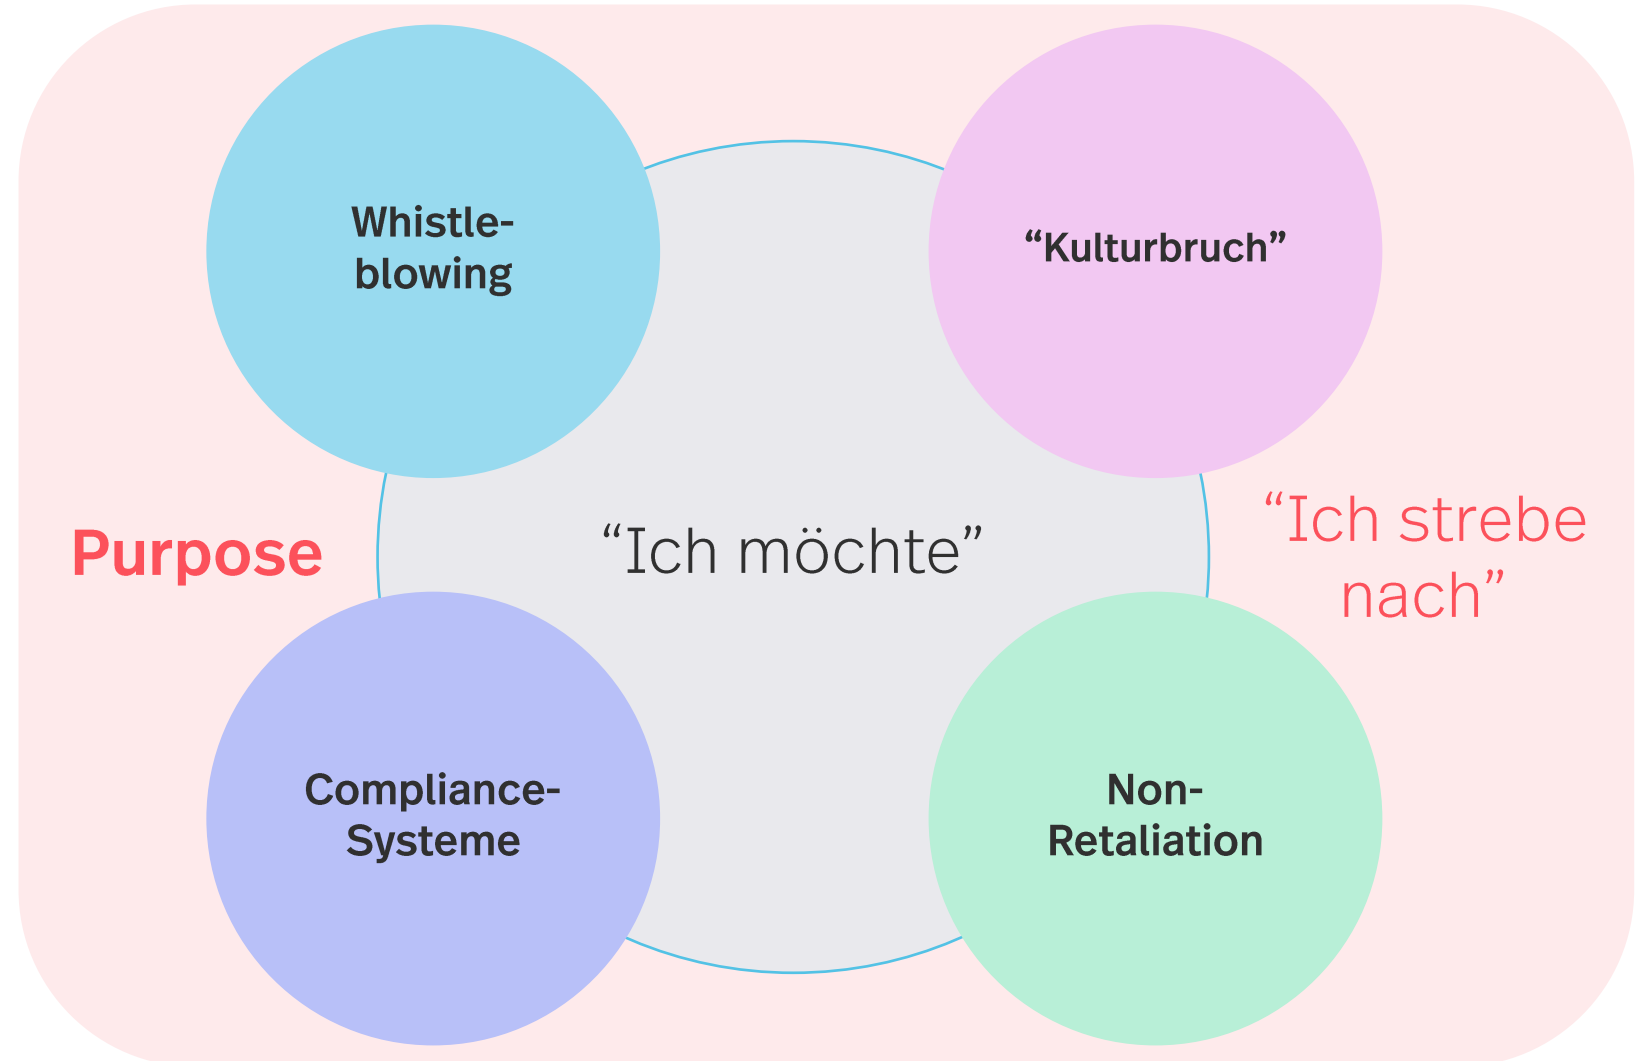 Whistle-
blowing
“Kulturbruch”
Purpose
“Ich möchte”
“Ich strebe
nach”
Compliance-
Systeme
Non-
Retaliation